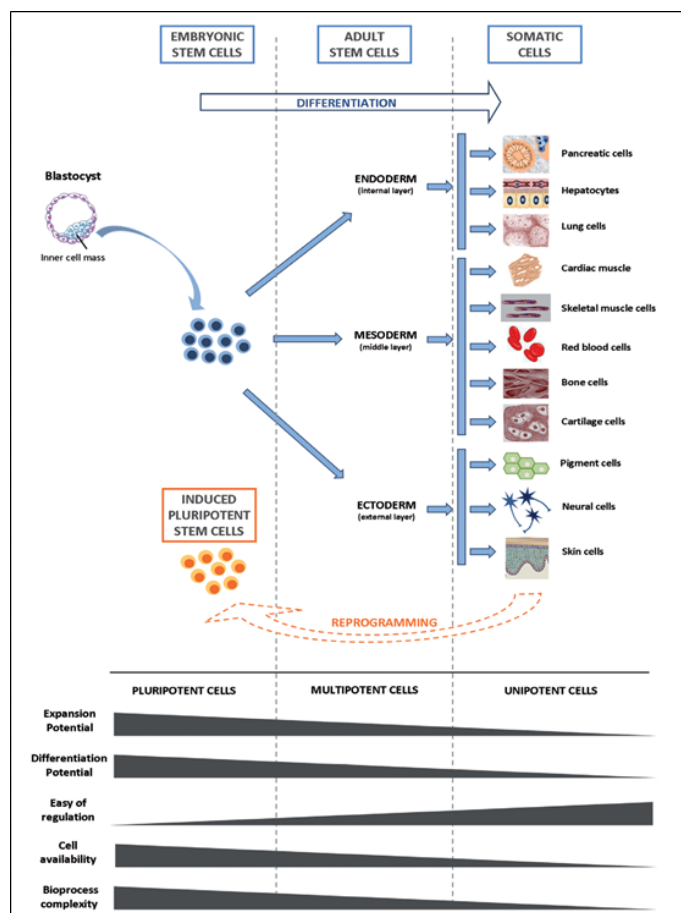 EMBRYONIC
STEM CELLS
ADULT
STEM CELLS
SOMATIC
CELLS
DIFFERENTIATION
Blastocyst
Inner cell mass
ENDODERM
(internal layer)
Pancreatic cells
Hepatocytes
Lung cells
MESODERM
(middle layer)
Cardiac muscle
Skeletal muscle cells
Red blood cells
Bone cells
Cartilage cells
ECTODERM
(external layer)
Pigment cells
Neural cells
Skin cells
INDUCED
PLURIPOTENT
STEM CELLS
REPROGRAMMING
PLURIPOTENT CELLS
MULTIPOTENT CELLS
UNIPOTENT CELLS
Expansion
Potential
Differentiation
Potential
Easy of
regulation
Cell
availability
Bioprocess
complexity